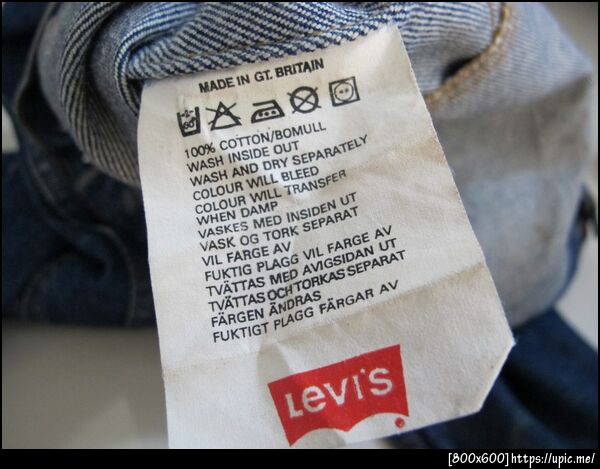 MADE IN GT. BRITAIN
60
100% COTTON/BOMULL
WASH INSIDE OUT
WASH AND DRY SEPARATELY
COLOUR WILL BLEED
COLOUR WILL TRANSFER
WHEN DAMP
VASKES MED INSIDEN UT
VASK OG TORK SEPARAT
VIL FARGE AV
FUKTIG PLAGG VIL FARGE AV
TVÄTTAS MED AVIGSIDAN UT
TVÄTTAS OCH TORKAS SEPARAT
FÄRGEN ÄNDRAS
FUKTIGT PLAGG FÄRGAR AV
LEVI'S
®
[800x600]https://upic.me/